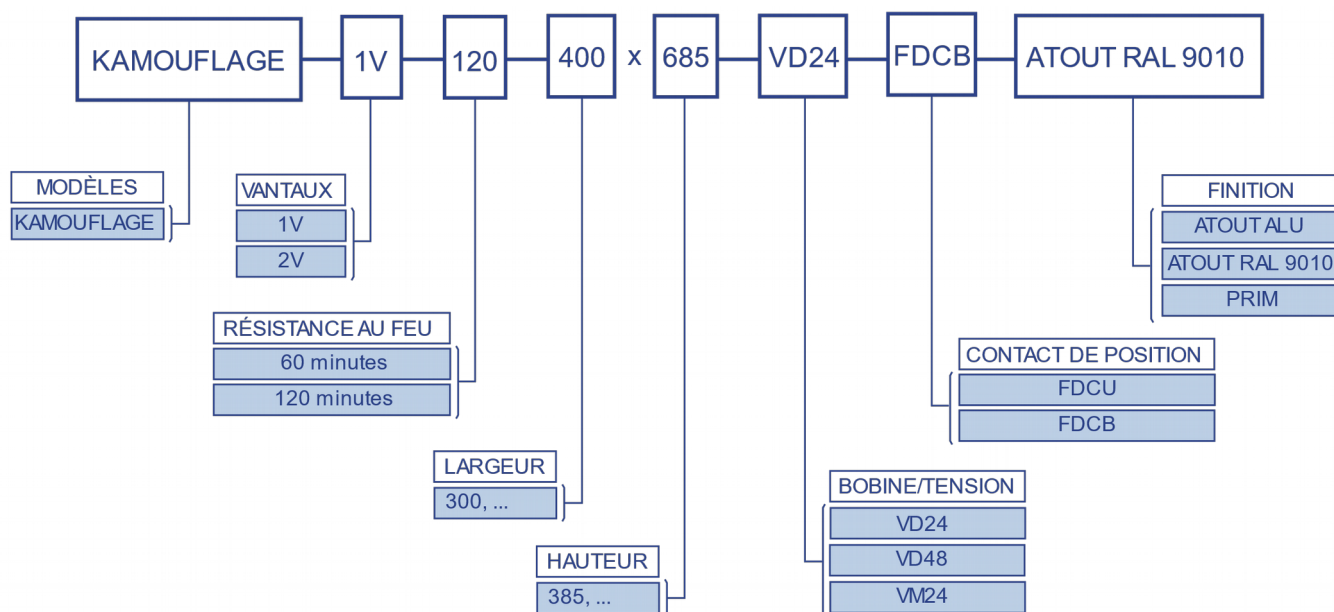 KAMOUFLAGE 1V 120 400 x 685 VD24 FDCB ATOUT RAL 9010
MODÈLES
KAMOUFLAGE
VANTAUX
1V
2V
FINITION
ATOUT ALU
ATOUT RAL 9010
PRIM
RÉSISTANCE AU FEU
60 minutes
120 minutes
CONTACT DE POSITION
FDCU
FDCB
LARGEUR
300, ...
BOBINE/TENSION
VD24
VD48
VM24
HAUTEUR
385, ...